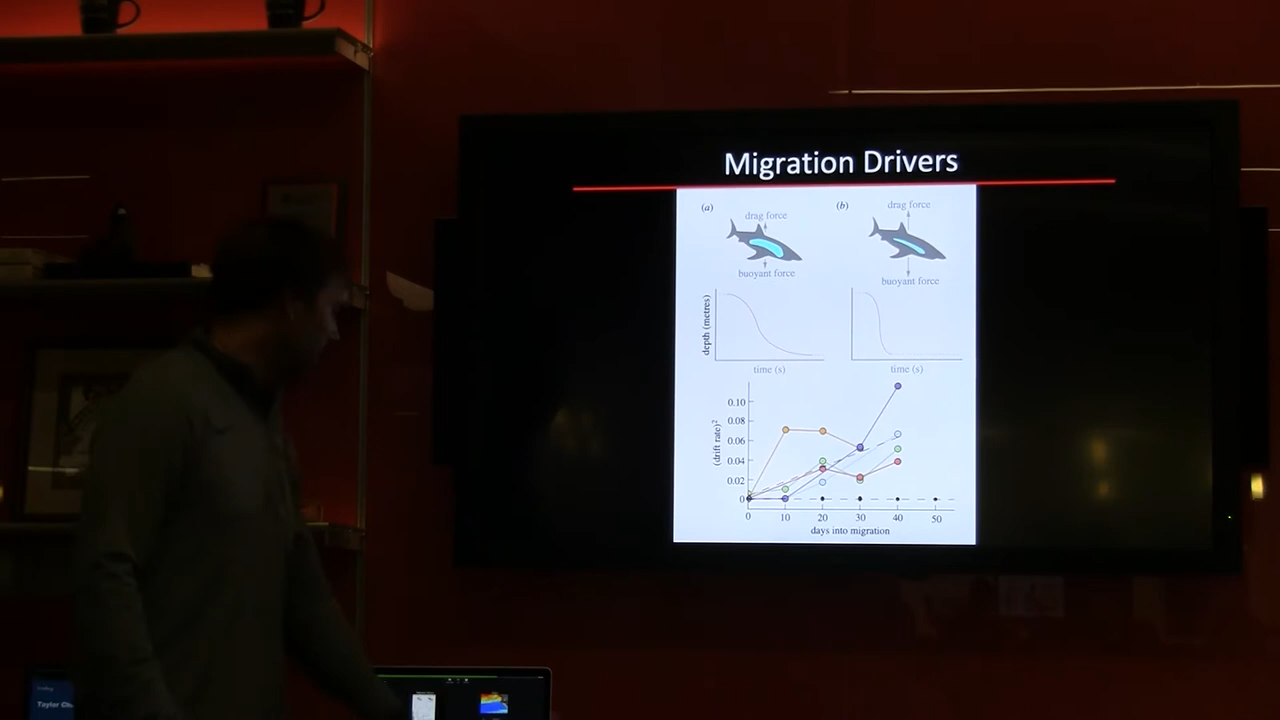 Migration Drivers
(a)
drag force
buoyant force
depth (metres)
time (s)
(b)
drag force
buoyant force
time (s)
(drift rate)²
0.10
0.08
0.06
0.04
0.02
0
0 10 20 30 40 50
days into migration